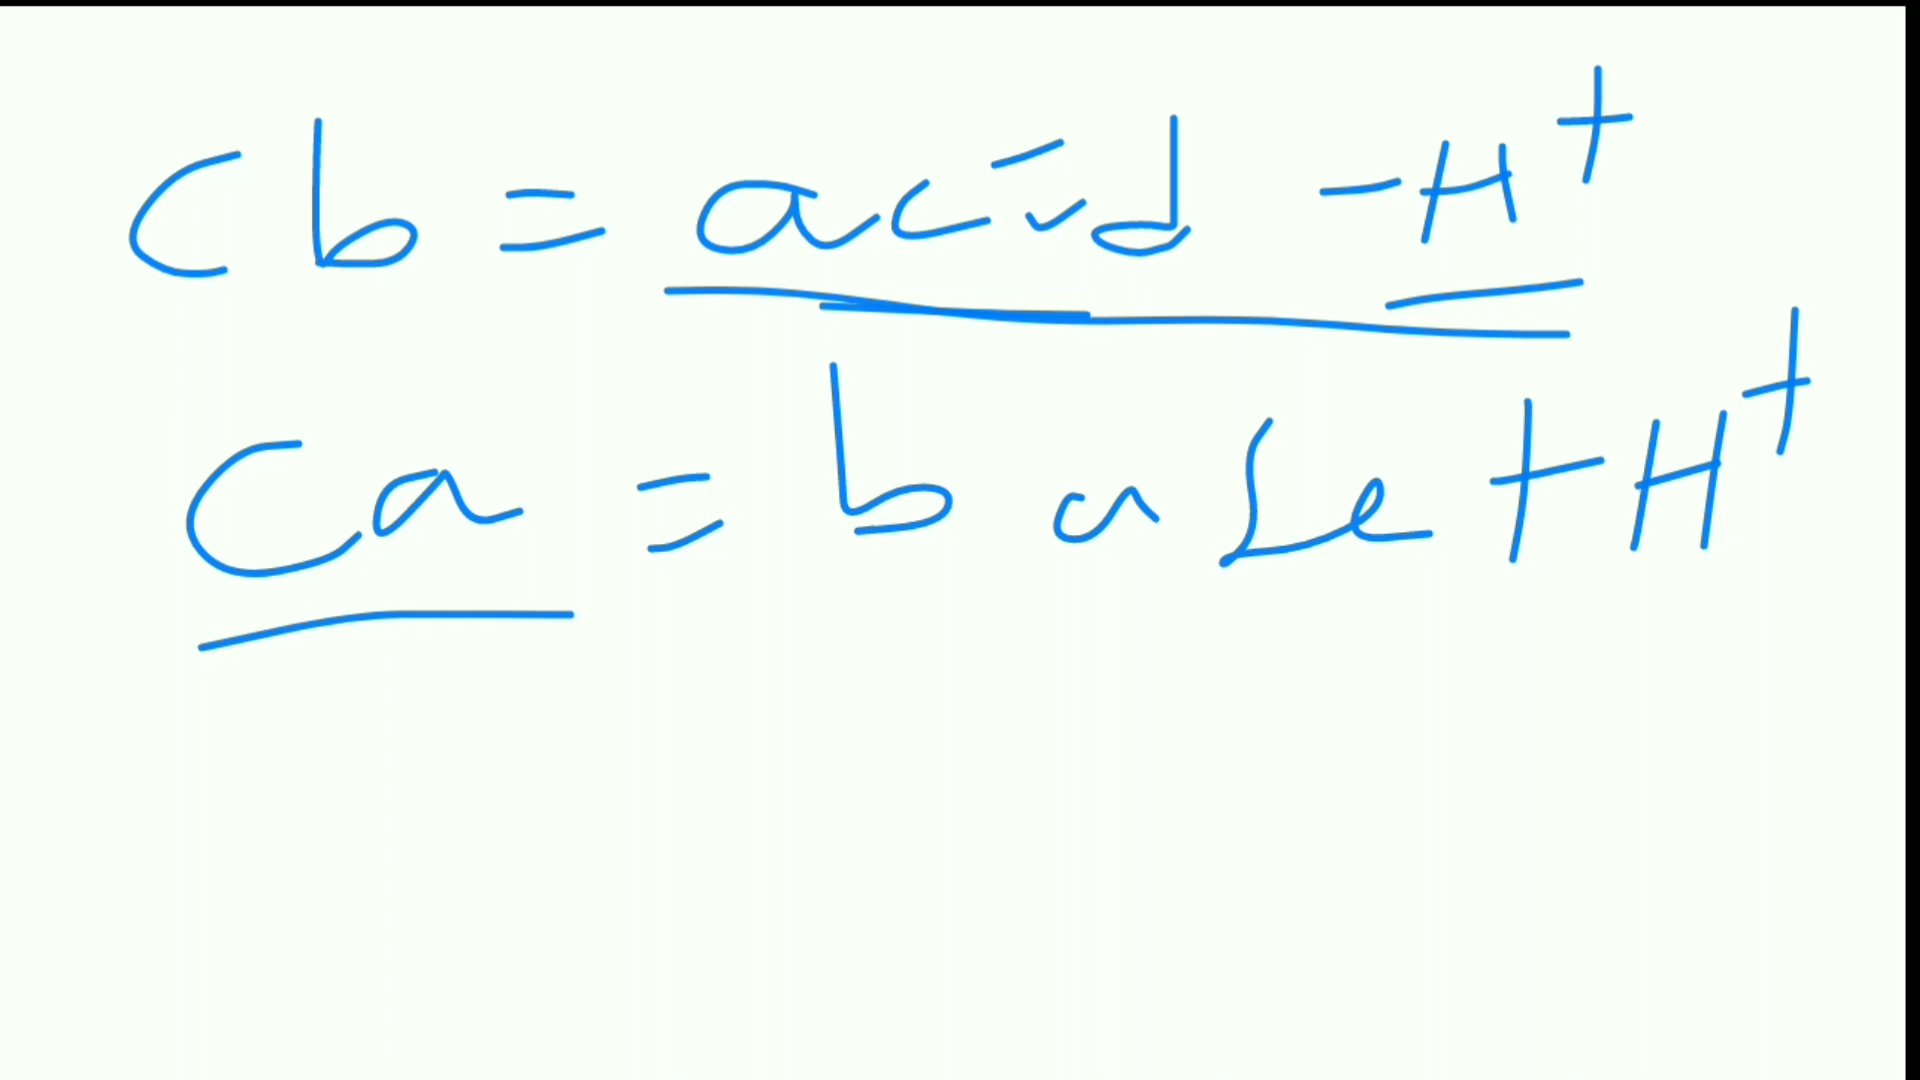 Cb = acid - H⁺
Ca = base + H⁺